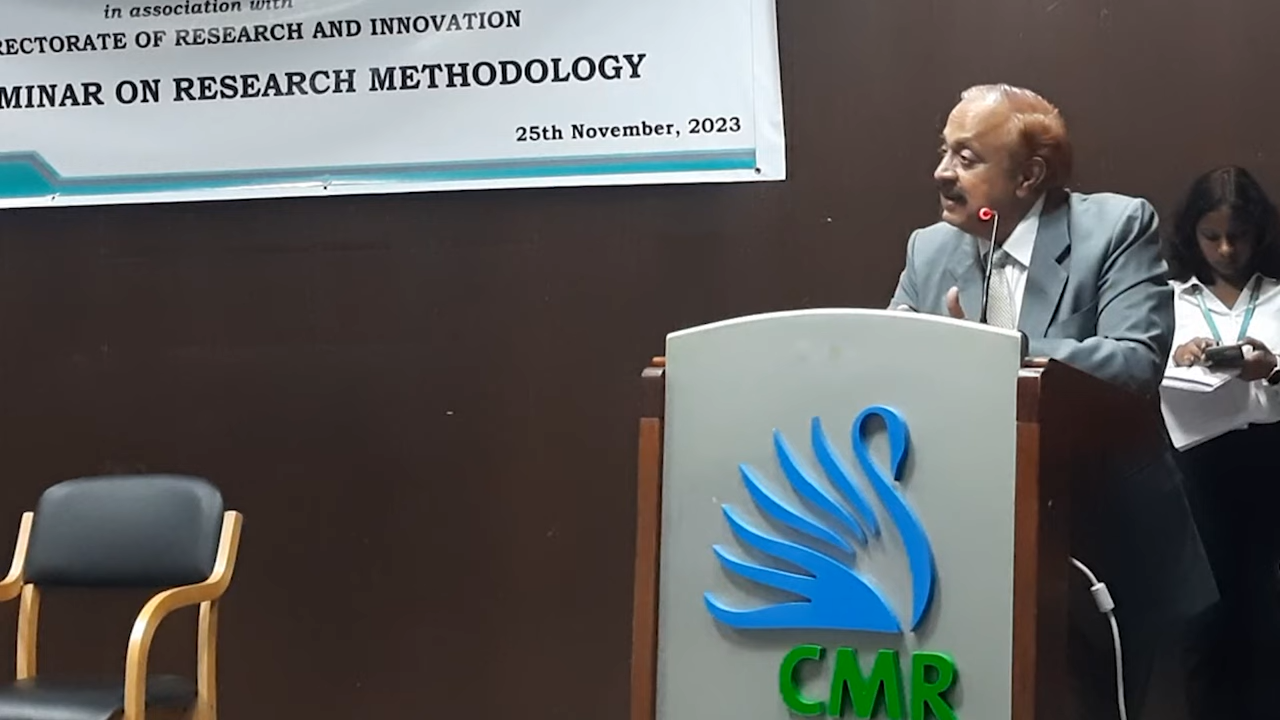 in association with
RECTORATE OF RESEARCH AND INNOVATION
MINAR ON RESEARCH METHODOLOGY
25th November, 2023
CMR